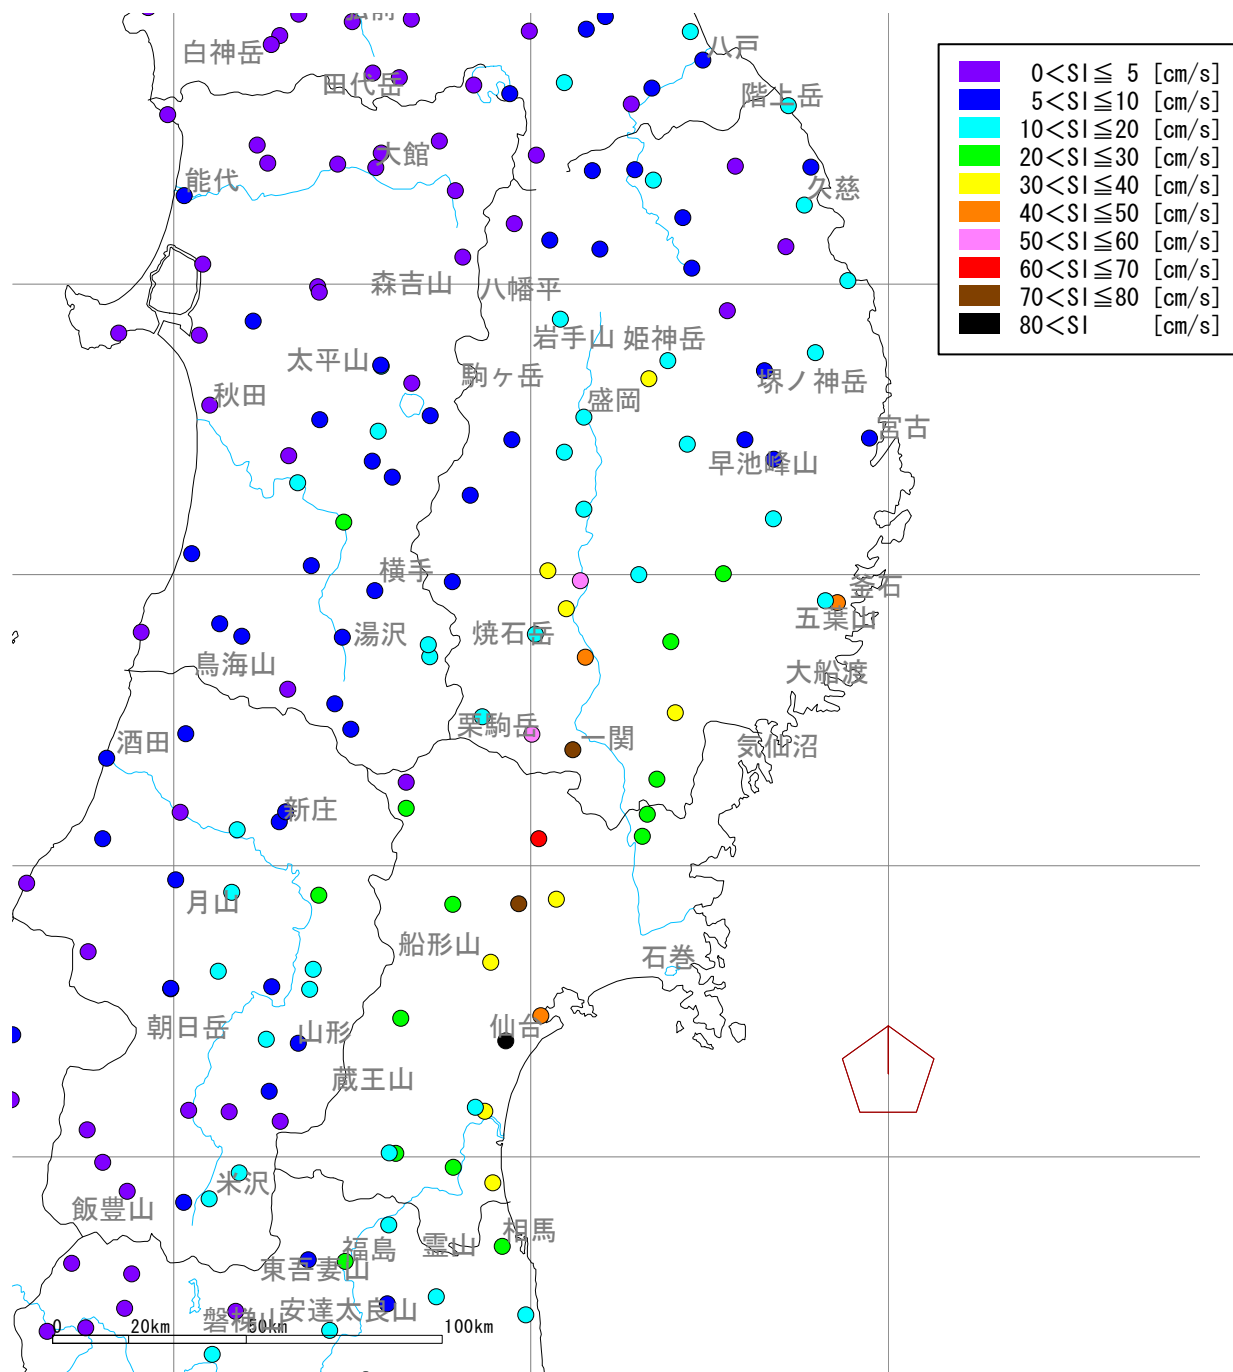 弘前
白神岳
八戸
田代岳
階上岳
0＜SI≦ 5 [cm/s]
5＜SI≦10 [cm/s]
10＜SI≦20 [cm/s]
20＜SI≦30 [cm/s]
30＜SI≦40 [cm/s]
40＜SI≦50 [cm/s]
50＜SI≦60 [cm/s]
60＜SI≦70 [cm/s]
70＜SI≦80 [cm/s]
80＜SI [cm/s]
大館
能代
久慈
森吉山
八幡平
岩手山
姫神岳
太平山
駒ヶ岳
堺ノ神岳
秋田
盛岡
宮古
早池峰山
横手
釜石
五葉山
湯沢
焼石岳
鳥海山
大船渡
栗駒岳
一関
気仙沼
酒田
新庄
月山
船形山
石巻
朝日岳
山形
仙台
蔵王山
米沢
飯豊山
相馬
霊山
福島
東吾妻山
安達太良山
磐梯山
0 20km 50km 100km